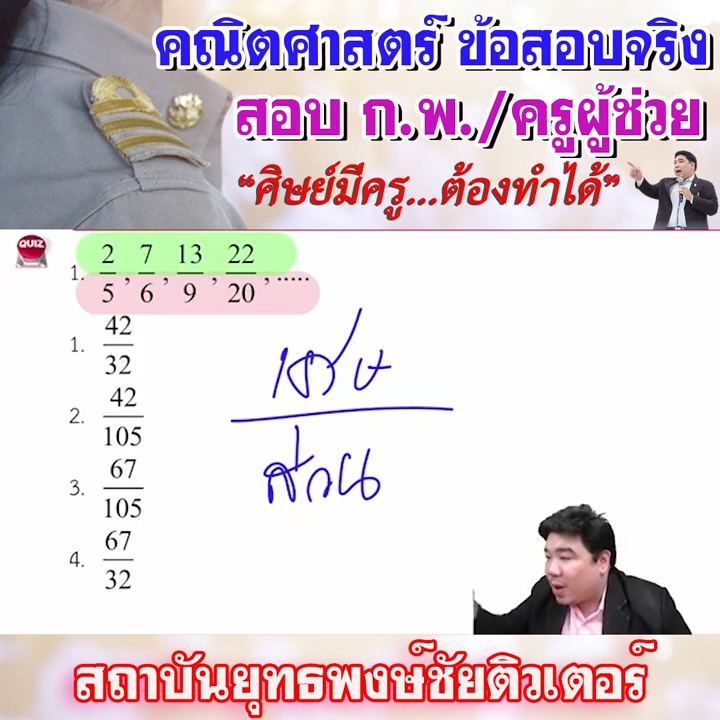 คณิตศาสตร์ ข้อสอบจริง
สอบ ก.พ./ครูผู้ช่วย
“ศิษย์มีครู...ต้องทำได้”
QUIZ
1. 2/5, 7/6, 13/9, 22/20, .....
1. 42/32
2. 42/105
3. 67/105
4. 67/32
เศษ
ส่วน
สถาบันยุทธพงษ์ชัยติวเตอร์